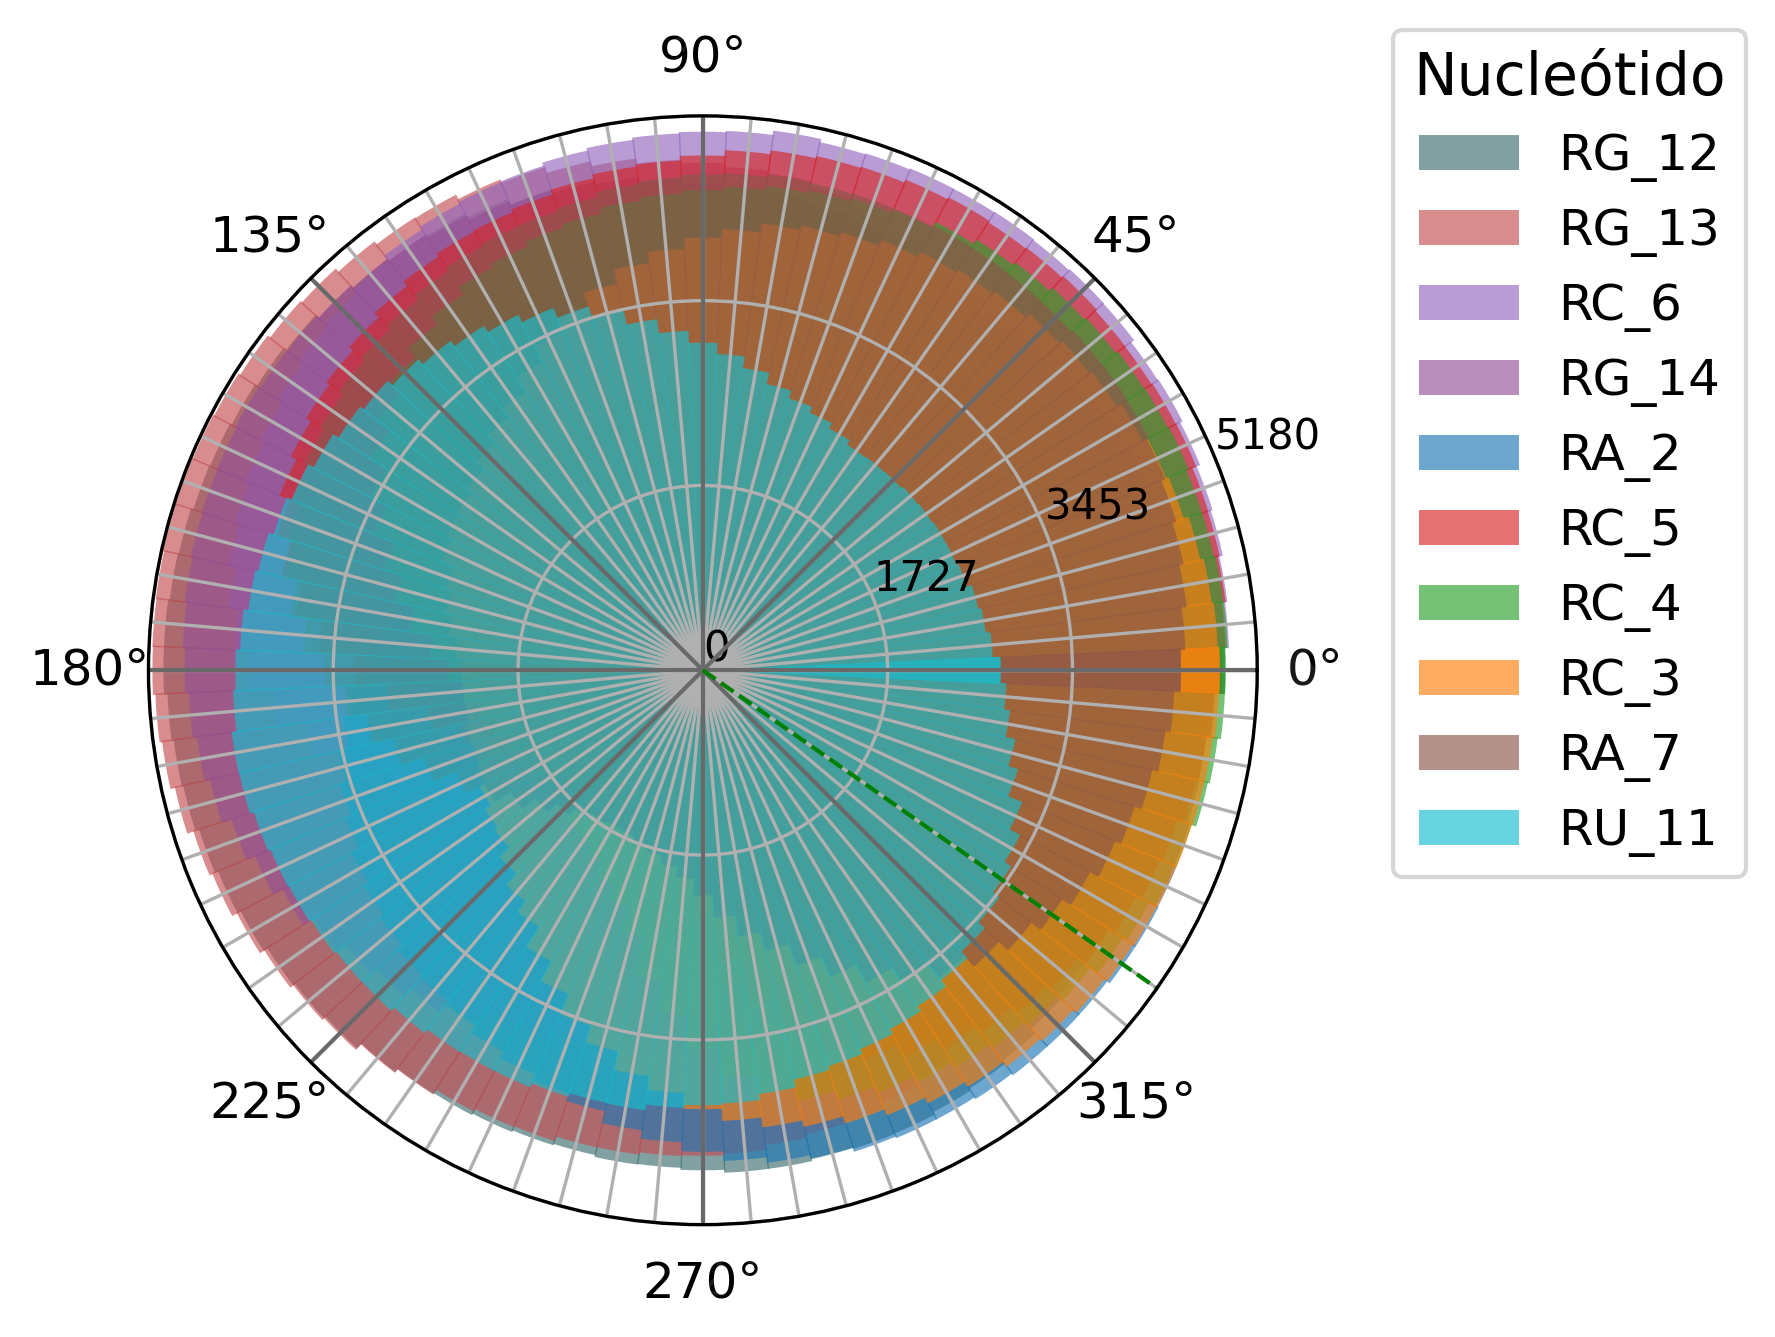 90°
Nucleótido
RG_12
RG_13
135°
45°
RC_6
RG_14
5180
RA_2
3453
RC_5
1727
RC_4
0
180°
0°
RC_3
RA_7
RU_11
225°
315°
270°